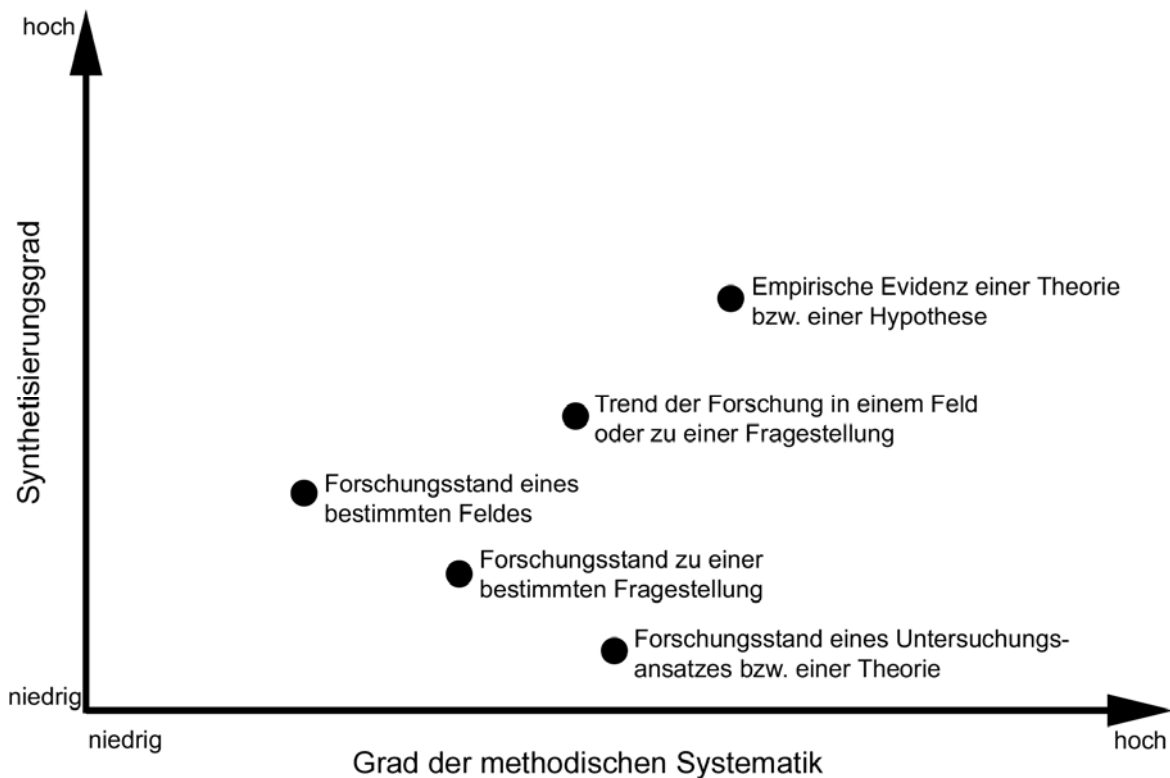 hoch
Synthetisierungsgrad
Empirische Evidenz einer Theorie
bzw. einer Hypothese
Trend der Forschung in einem Feld
oder zu einer Fragestellung
Forschungsstand eines
bestimmten Feldes
Forschungsstand zu einer
bestimmten Fragestellung
Forschungsstand eines Untersuchungs-
ansatzes bzw. einer Theorie
niedrig
niedrig
hoch
Grad der methodischen Systematik